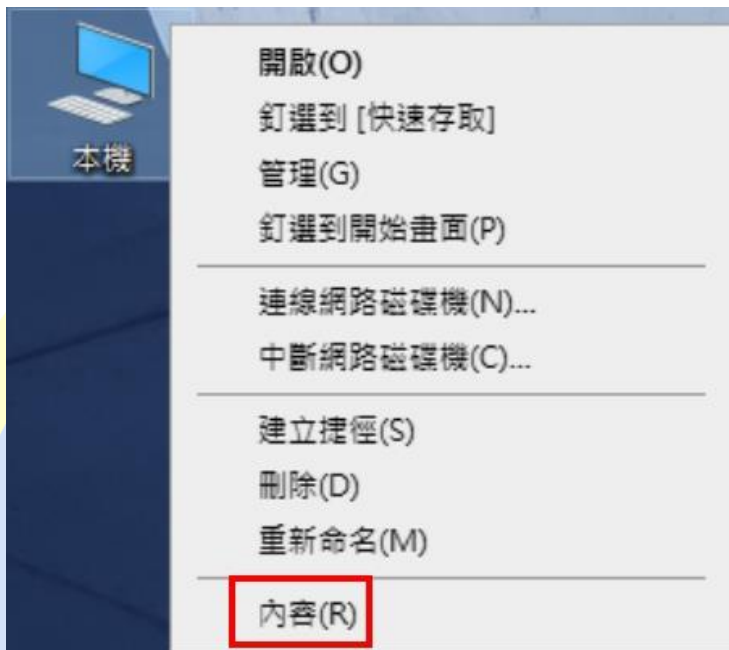 本機
開啟(O)
釘選到 [快速存取]
管理(G)
釘選到開始畫面(P)
連線網路磁碟機(N)...
中斷網路磁碟機(C)...
建立捷徑(S)
刪除(D)
重新命名(M)
內容(R)